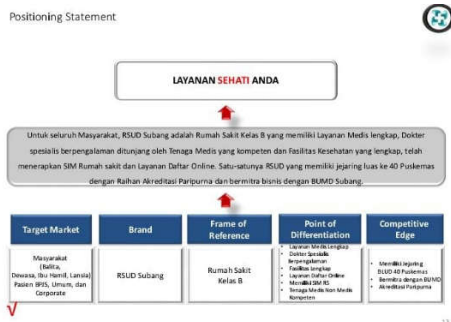 Positioning Statement
LAYANAN SEHATI ANDA
Untuk seluruh Masyarakat, RSUD Subang adalah Rumah Sakit Kelas B yang memiliki Layanan Medis lengkap, Dokter
spesialis berpengalaman ditunjang oleh Tenaga Medis yang kompeten dan Fasilitas Kesehatan yang lengkap, telah
menerapkan SIM Rumah sakit dan Layanan Daftar Online. Satu-satunya RSUD yang memiliki jejaring luas ke 40 Puskemas
dengan Raihan Akreditasi Paripurna dan bermitra bisnis dengan BUMD Subang.
Target Market
Masyarakat
(Balita,
Dewasa, Ibu Hamil, Lansia)
Pasien BPJS, Umum, dan
Corporate
Brand
RSUD Subang
Frame of
Reference
Rumah Sakit
Kelas B
Point of
Differentiation
• Layanan Medis Lengkap
• Dokter Spesialis
Berpengalaman
• Fasilitas Lengkap
• Layanan Daftar Online
• Memiliki SIM RS
• Tenaga Medis Non Medis
Kompeten
Competitive
Edge
• Memiliki Jejaring
BLUD 40 Puskemas
• Bermitra dengan BUMD
• Akreditasi Paripurna
√